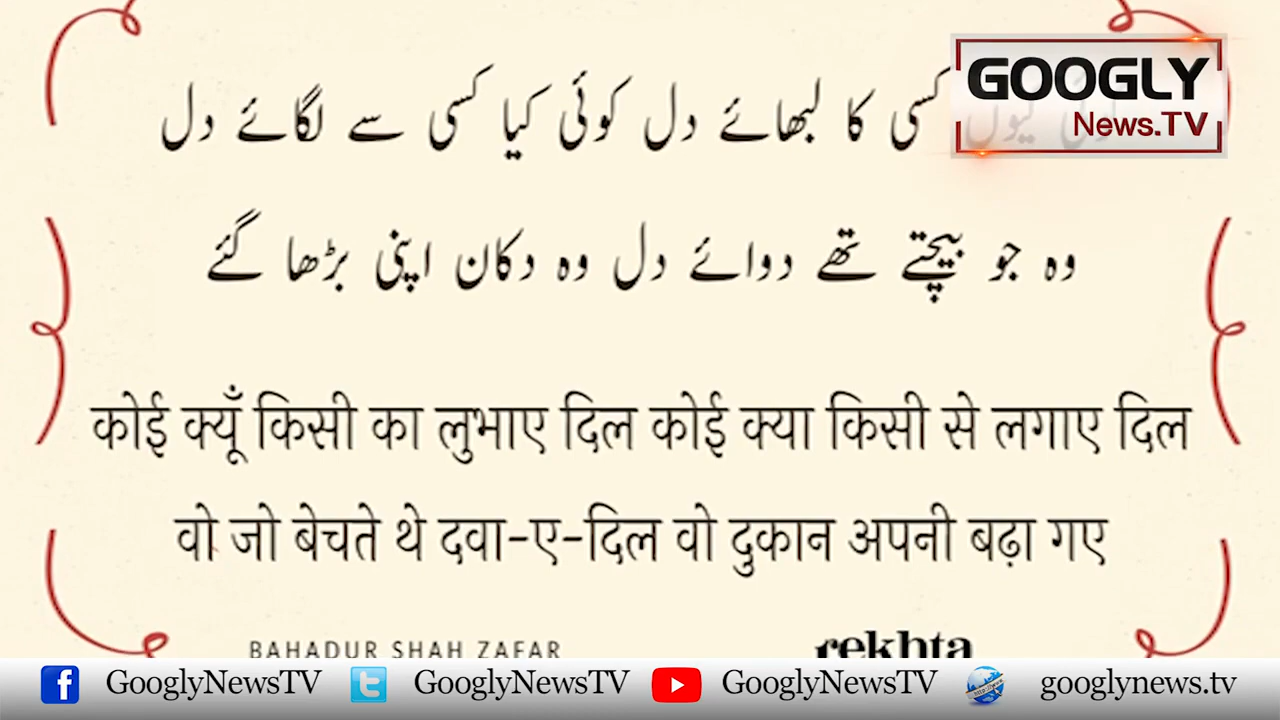 GOOGLY
News.TV
کسی کا لبھائے دل کوئی کیا کسی سے لگائے دل
وہ جو بیچتے تھے دوائے دل وہ دکان اپنی بڑھا گئے
कोई क्यूँ किसी का लुभाए दिल कोई क्या किसी से लगाए दिल
वो जो बेचते थे दवा-ए-दिल वो दुकान अपनी बढ़ा गए
BAHADUR SHAH ZAFAR
rekhta
GooglyNewsTV
GooglyNewsTV
GooglyNewsTV
googlynews.tv